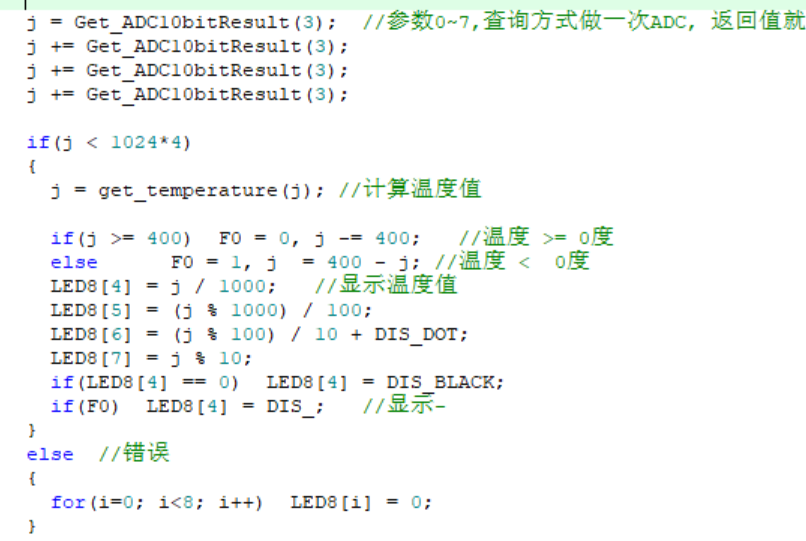 j = Get_ADC10bitResult(3);  //参数0~7,查询方式做一次ADC, 返回值就
j += Get_ADC10bitResult(3);
j += Get_ADC10bitResult(3);
j += Get_ADC10bitResult(3);
if(j < 1024*4)
{
j = get_temperature(j); //计算温度值
if(j >= 400)  F0 = 0, j -= 400;   //温度 >= 0度
else      F0 = 1, j  = 400 - j; //温度 <  0度
LED8[4] = j / 1000;   //显示温度值
LED8[5] = (j % 1000) / 100;
LED8[6] = (j % 100) / 10 + DIS_DOT;
LED8[7] = j % 10;
if(LED8[4] == 0)  LED8[4] = DIS_BLACK;
if(F0)  LED8[4] = DIS_;   //显示-
}
else  //错误
{
for(i=0; i<8; i++)  LED8[i] = 0;
}